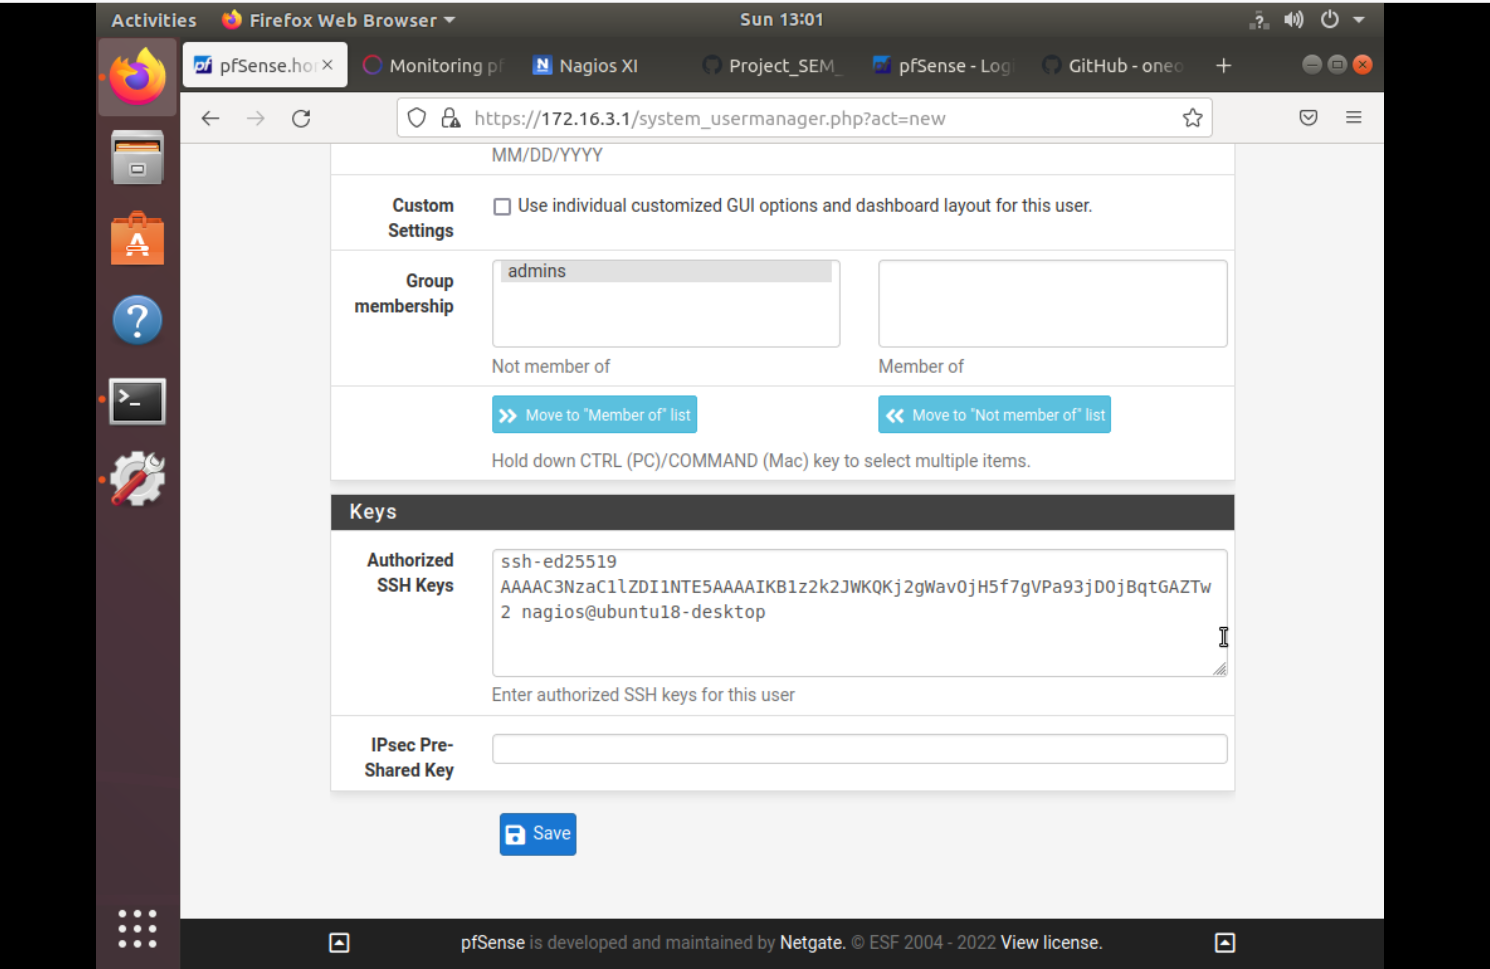 Activities Firefox Web Browser Sun 13:01
pfSense.ho Monitoring pf Nagios XI Project_SEM_ pfSense - Log GitHub - oneo
https://172.16.3.1/system_usermanager.php?act=new
MM/DD/YYYY
Custom Settings Use individual customized GUI options and dashboard layout for this user.
Group membership admins
Not member of Member of
Move to "Member of" list Move to "Not member of" list
Hold down CTRL (PC)/COMMAND (Mac) key to select multiple items.
Keys
Authorized SSH Keys ssh-ed25519
AAAAC3NzaC1lZDI1NTE5AAAAIKB1z2k2JWKQKj2gWavOjH5f7gVPa93jDOjBqtGAZTw
2 nagios@ubuntu18-desktop
Enter authorized SSH keys for this user
IPsec Pre-Shared Key
Save
pfSense is developed and maintained by Netgate. © ESF 2004 - 2022 View license.